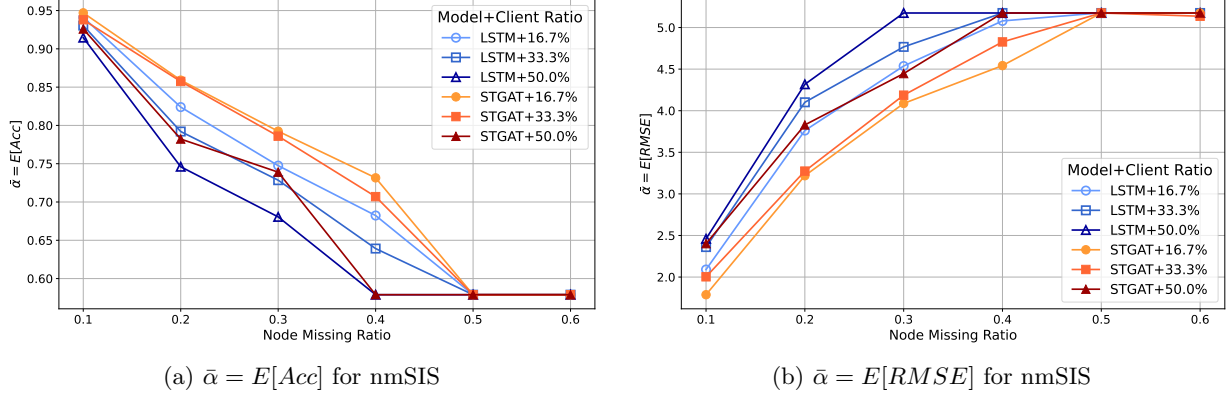 0.95
0.90
0.85
0.80
0.75
0.70
0.65
0.60
ᾱ = E[Acc]
0.1 0.2 0.3 0.4 0.5 0.6
Node Missing Ratio
Model+Client Ratio
LSTM+16.7%
LSTM+33.3%
LSTM+50.0%
STGAT+16.7%
STGAT+33.3%
STGAT+50.0%
(a) ᾱ = E[Acc] for nmSIS
5.0
4.5
4.0
3.5
3.0
2.5
2.0
ᾱ = E[RMSE]
0.1 0.2 0.3 0.4 0.5 0.6
Node Missing Ratio
Model+Client Ratio
LSTM+16.7%
LSTM+33.3%
LSTM+50.0%
STGAT+16.7%
STGAT+33.3%
STGAT+50.0%
(b) ᾱ = E[RMSE] for nmSIS